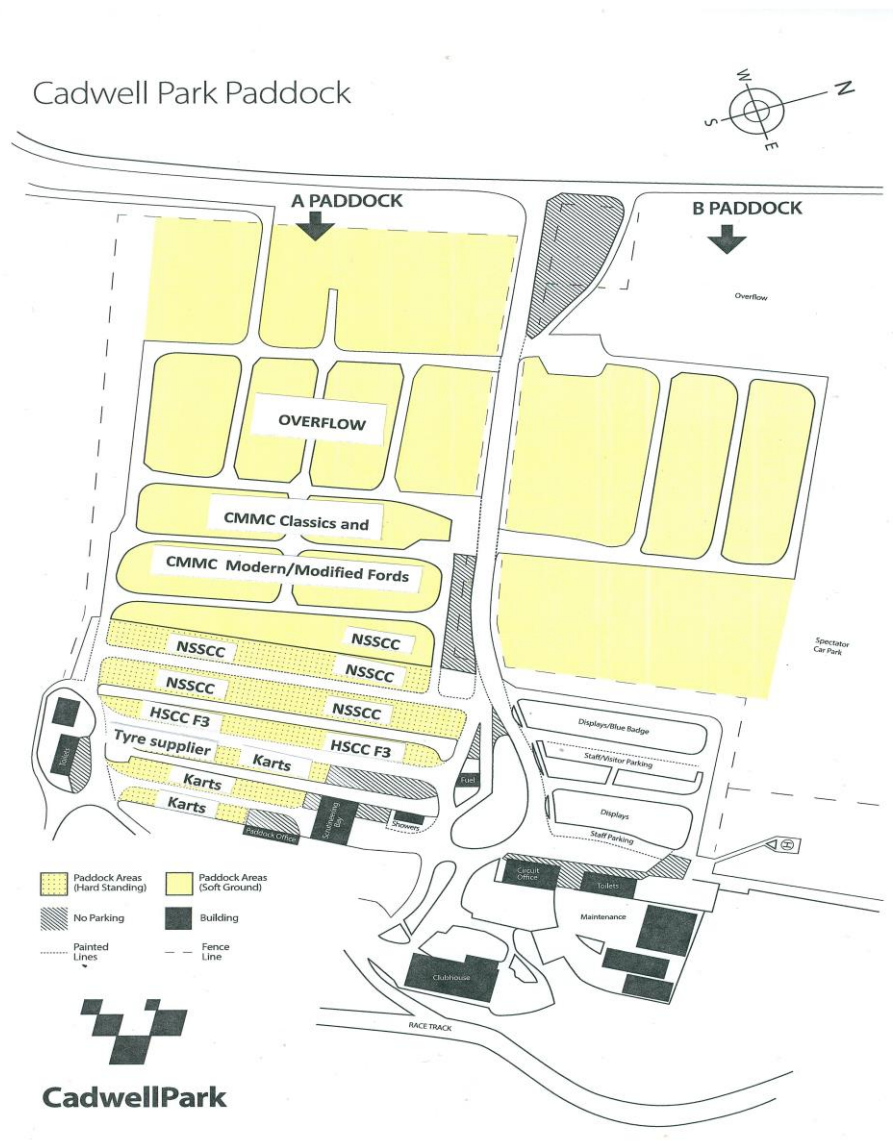 Cadwell Park Paddock
W
N
S
E
A PADDOCK
B PADDOCK
Overflow
OVERFLOW
CMMC Classics and
CMMC Modern/Modified Fords
Spectator
Car Park
NSSCC
NSSCC
NSSCC
NSSCC
NSSCC
HSCC F3
HSCC F3
Tyre supplier
Karts
Karts
Karts
Toilets
Displays/Blue Badge
Staff/Visitor Parking
Fuel
Displays
Staff Parking
Showers
Scrutineering
Bay
Paddock Office
H
Circuit
Office
Toilets
Maintenance
Paddock Areas
(Hard Standing)
Paddock Areas
(Soft Ground)
No Parking
Building
Painted
Lines
Fence
Line
Clubhouse
RACE TRACK
CadwellPark